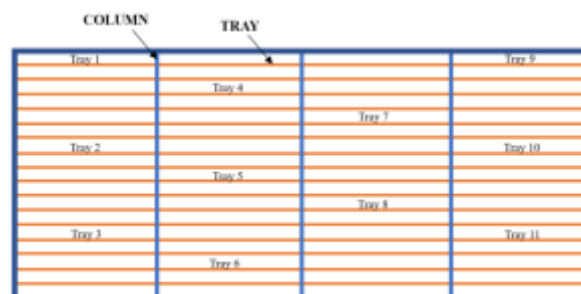 COLUMN
TRAY
Tray 1
Tray 9
Tray 4
Tray 7
Tray 2
Tray 10
Tray 5
Tray 8
Tray 3
Tray 11
Tray 6